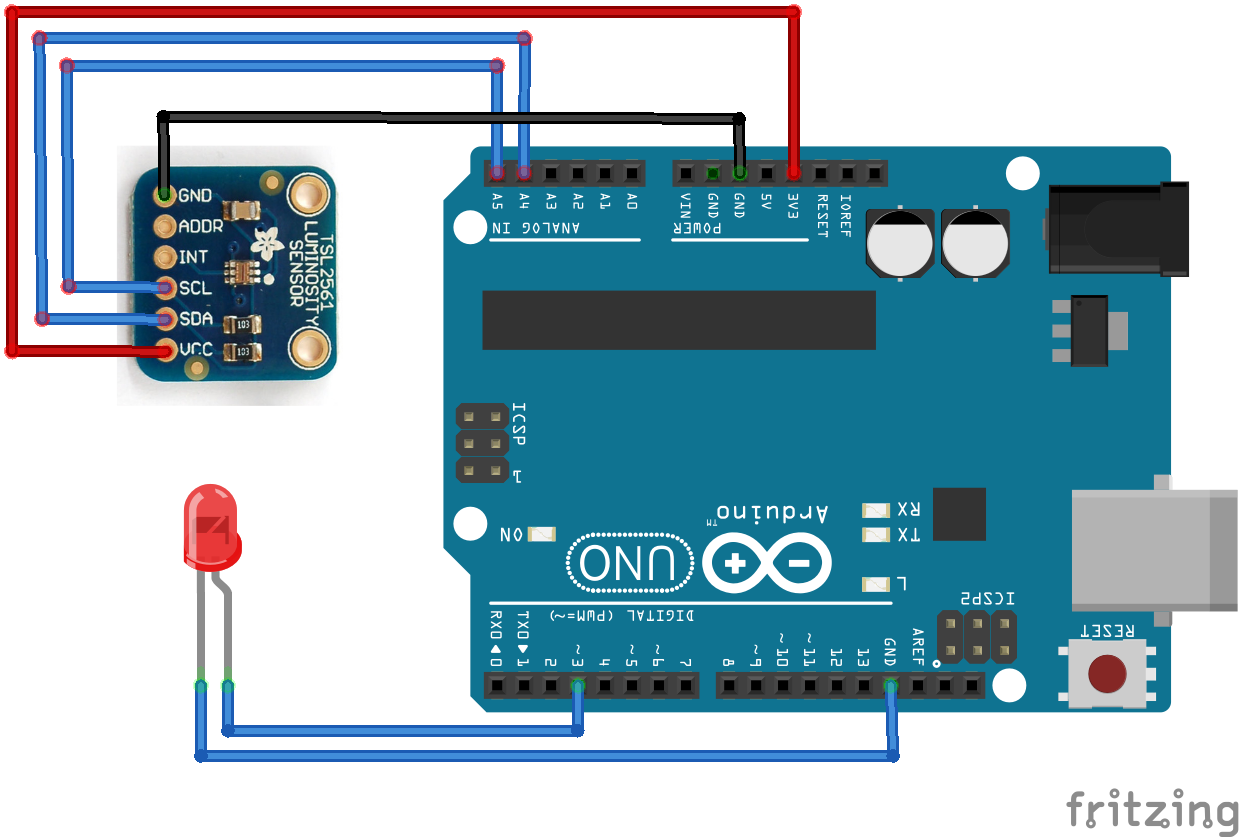 GND
ADDR
INT
SCL
SDA
VCC
TSL2561
LUMINOSITY
SENSOR
103
103
A5
A4
A3
A2
A1
A0
ANALOG IN
VIN
GND
GND
5V
3V3
RESET
IOREF
POWER
ICSP
1
ON
UNO
Arduino
TM
RX
TX
L
ICSP2
RESET
DIGITAL (PWM=~)
RX0 ◀ 0
TX0 ▶ 1
2
~3
4
~5
~6
7
8
~9
~10
~11
12
13
GND
AREF
fritzing